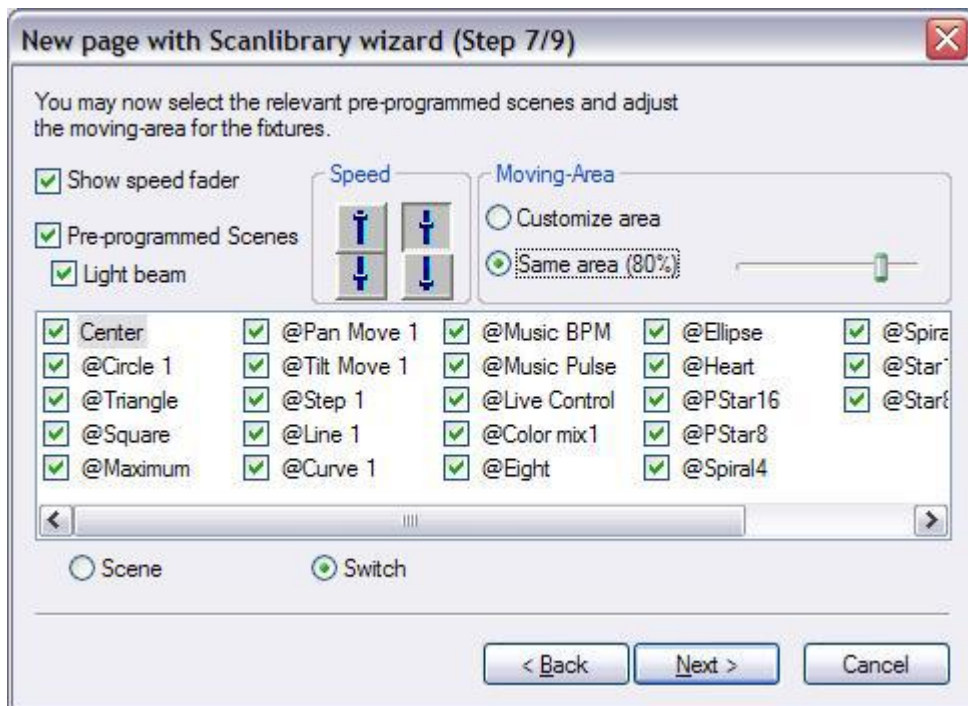 New page with Scanlibrary wizard (Step 7/9)
You may now select the relevant pre-programmed scenes and adjust
the moving-area for the fixtures.
Show speed fader
Pre-programmed Scenes
Light beam
Speed
Moving-Area
Customize area
Same area (80%)
Center @Pan Move 1 @Music BPM @Ellipse @Spira
@Circle 1 @Tilt Move 1 @Music Pulse @Heart @Star
@Triangle @Step 1 @Live Control @PStar16 @Star8
@Square @Line 1 @Color mix1 @PStar8
@Maximum @Curve 1 @Eight @Spiral4
Scene Switch
< Back Next > Cancel